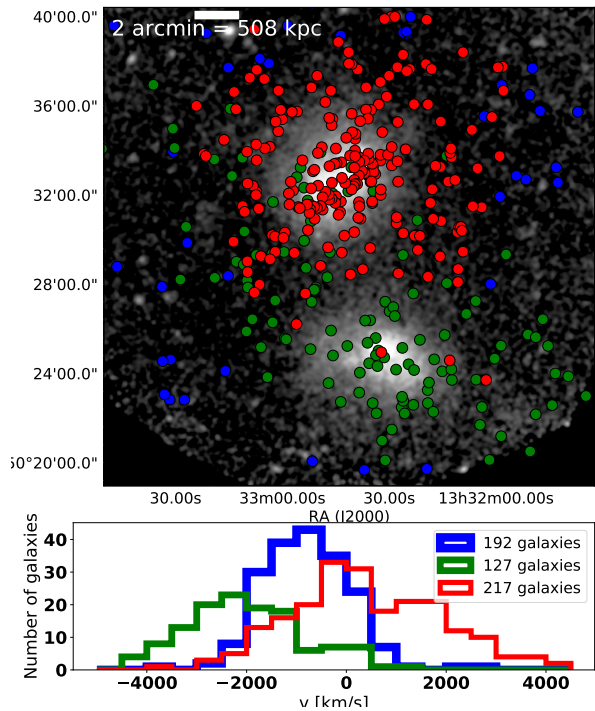 40'00.0"
2 arcmin = 508 kpc
36'00.0"
32'00.0"
28'00.0"
24'00.0"
50°20'00.0"
30.00s 33m00.00s 30.00s 13h32m00.00s
RA (J2000)
Number of galaxies
40
30
20
10
0
192 galaxies
127 galaxies
217 galaxies
−4000 −2000 0 2000 4000
v [km/s]